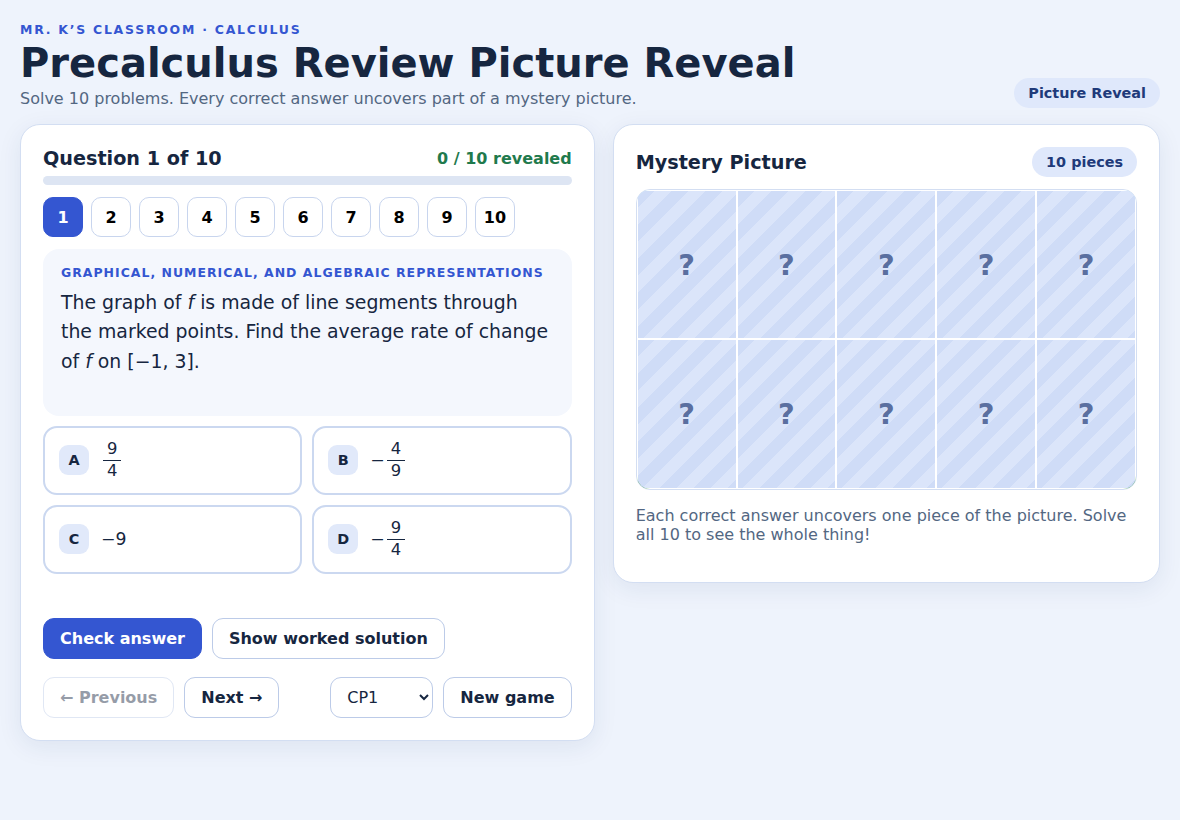 MR. K’S CLASSROOM · CALCULUS
Precalculus Review Picture Reveal
Solve 10 problems. Every correct answer uncovers part of a mystery picture.
Picture Reveal
Question 1 of 10
0 / 10 revealed
1 2 3 4 5 6 7 8 9 10
GRAPHICAL, NUMERICAL, AND ALGEBRAIC REPRESENTATIONS
The graph of f is made of line segments through
the marked points. Find the average rate of change
of f on [−1, 3].
A 9/4
B −4/9
C −9
D −9/4
Check answer
Show worked solution
← Previous
Next →
CP1
New game
Mystery Picture
10 pieces
? ? ? ? ?
? ? ? ? ?
Each correct answer uncovers one piece of the picture. Solve
all 10 to see the whole thing!